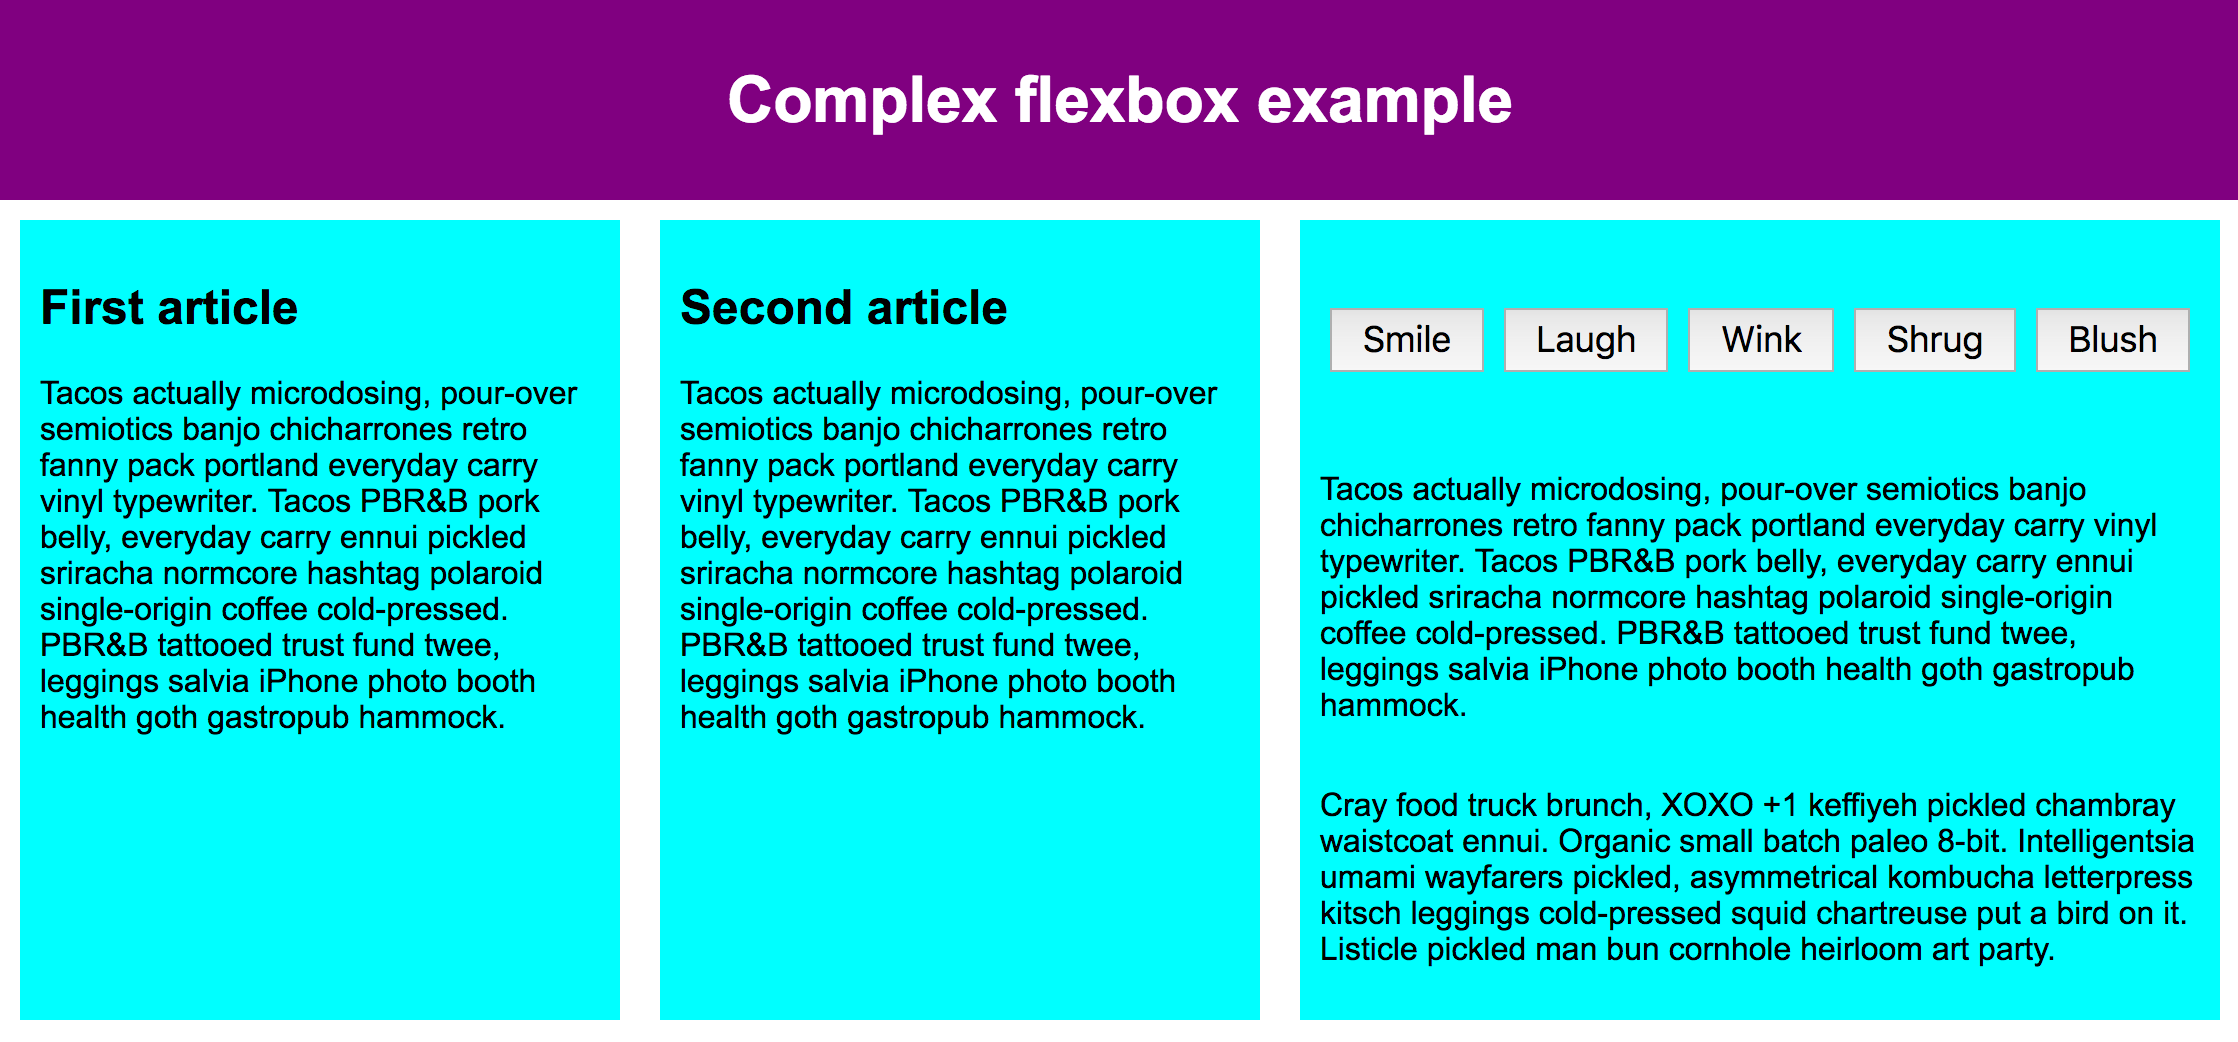 Complex flexbox example
First article
Tacos actually microdosing, pour-over
semiotics banjo chicharrones retro
fanny pack portland everyday carry
vinyl typewriter. Tacos PBR&B pork
belly, everyday carry ennui pickled
sriracha normcore hashtag polaroid
single-origin coffee cold-pressed.
PBR&B tattooed trust fund twee,
leggings salvia iPhone photo booth
health goth gastropub hammock.
Second article
Tacos actually microdosing, pour-over
semiotics banjo chicharrones retro
fanny pack portland everyday carry
vinyl typewriter. Tacos PBR&B pork
belly, everyday carry ennui pickled
sriracha normcore hashtag polaroid
single-origin coffee cold-pressed.
PBR&B tattooed trust fund twee,
leggings salvia iPhone photo booth
health goth gastropub hammock.
Smile Laugh Wink Shrug Blush
Tacos actually microdosing, pour-over semiotics banjo
chicharrones retro fanny pack portland everyday carry vinyl
typewriter. Tacos PBR&B pork belly, everyday carry ennui
pickled sriracha normcore hashtag polaroid single-origin
coffee cold-pressed. PBR&B tattooed trust fund twee,
leggings salvia iPhone photo booth health goth gastropub
hammock.
Cray food truck brunch, XOXO +1 keffiyeh pickled chambray
waistcoat ennui. Organic small batch paleo 8-bit. Intelligentsia
umami wayfarers pickled, asymmetrical kombucha letterpress
kitsch leggings cold-pressed squid chartreuse put a bird on it.
Listicle pickled man bun cornhole heirloom art party.